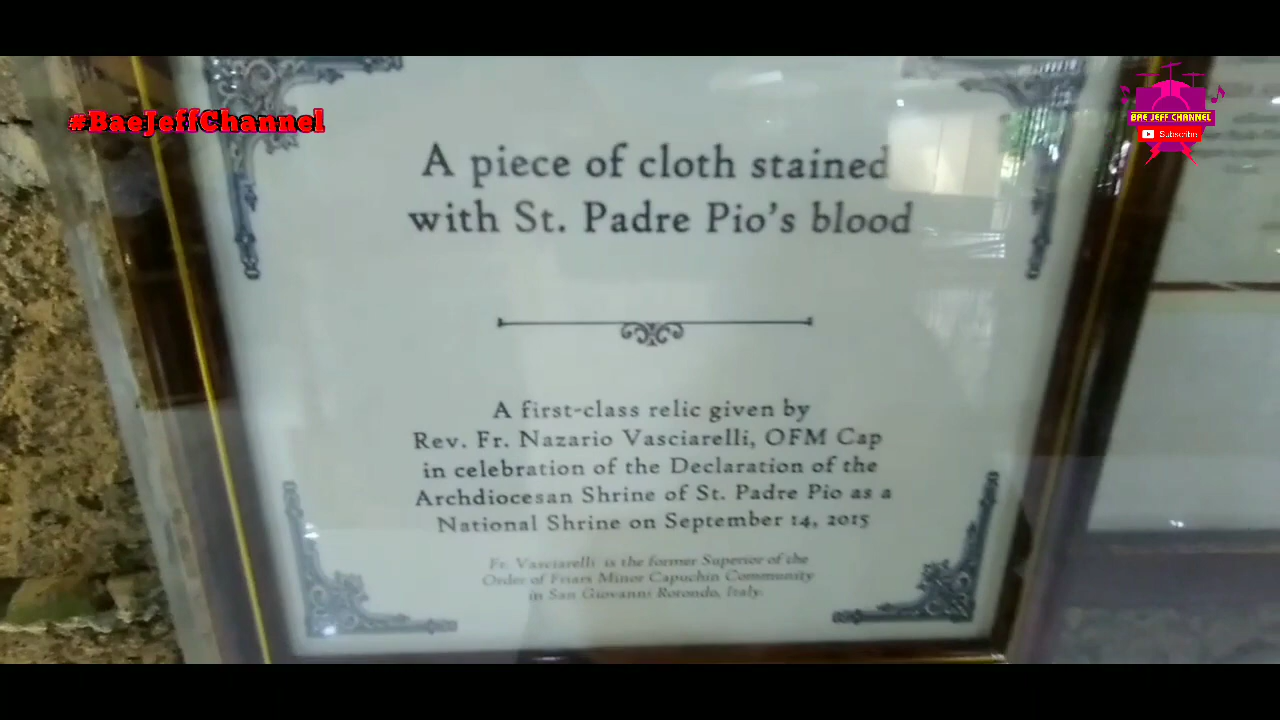 #BaeJeffChannel
BAE JEFF CHANNEL
Subscribe
A piece of cloth stained
with St. Padre Pio's blood
A first-class relic given by
Rev. Fr. Nazario Vasciarelli, OFM Cap
in celebration of the Declaration of the
Archdiocesan Shrine of St. Padre Pio as a
National Shrine on September 14, 2015
Fr. Vasciarelli is the former Superior of the
Order of Friars Minor Capuchin Community
in San Giovanni Rotondo, Italy.